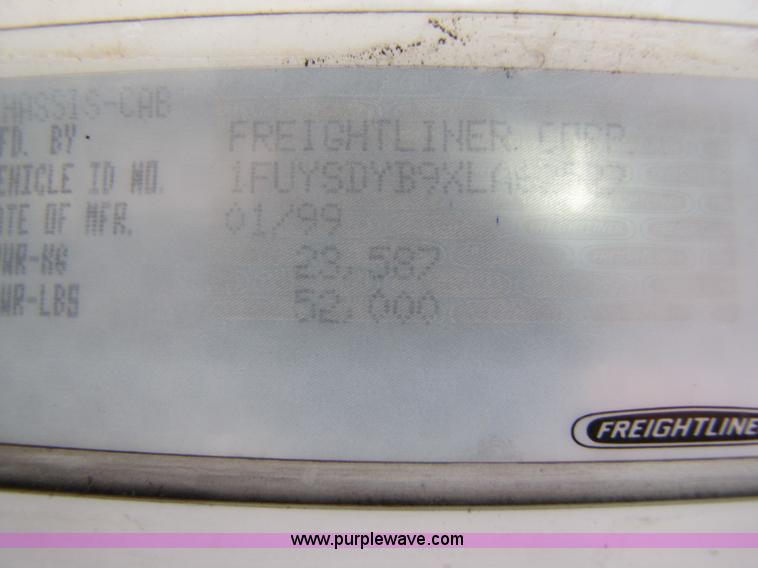 HASSIS-CAB
FD. BY FREIGHTLINER CORP.
EHICLE ID NO.
ATE OF MFR. 01/99
WR-KG 23,587
WR-LBS 52,000
FREIGHTLINE
www.purplewave.com